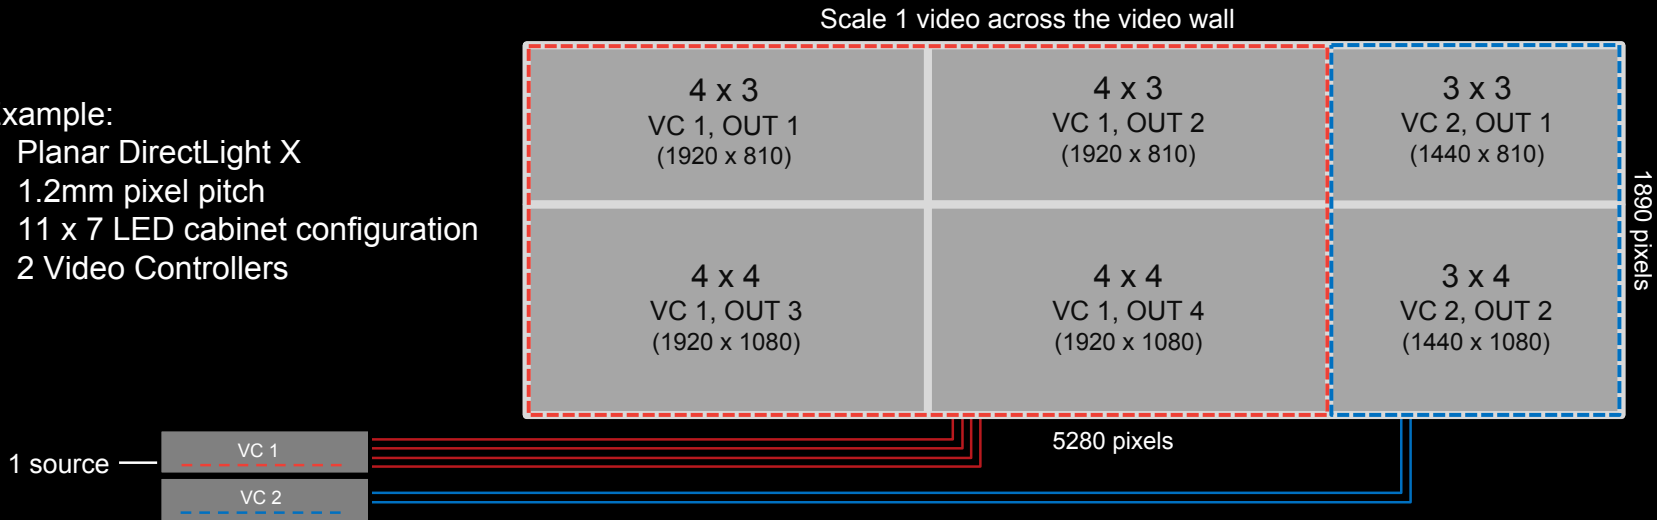 Scale 1 video across the video wall
xample:
Planar DirectLight X
1.2mm pixel pitch
11 x 7 LED cabinet configuration
2 Video Controllers
4 x 3
VC 1, OUT 1
(1920 x 810)
4 x 3
VC 1, OUT 2
(1920 x 810)
3 x 3
VC 2, OUT 1
(1440 x 810)
4 x 4
VC 1, OUT 3
(1920 x 1080)
4 x 4
VC 1, OUT 4
(1920 x 1080)
3 x 4
VC 2, OUT 2
(1440 x 1080)
1890 pixels
5280 pixels
1 source
VC 1
VC 2